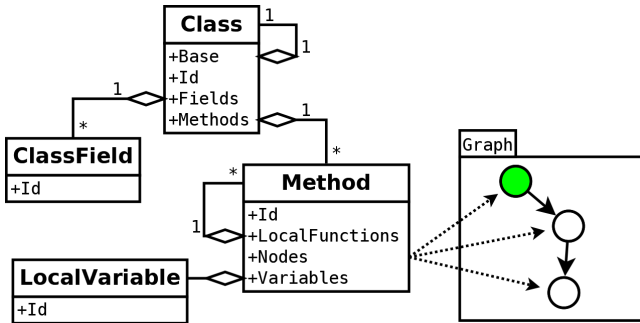 Class
+Base
+Id
+Fields
+Methods
1
1
1
*
1
*
ClassField
+Id
Method
+Id
+LocalFunctions
+Nodes
+Variables
*
1
LocalVariable
+Id
Graph